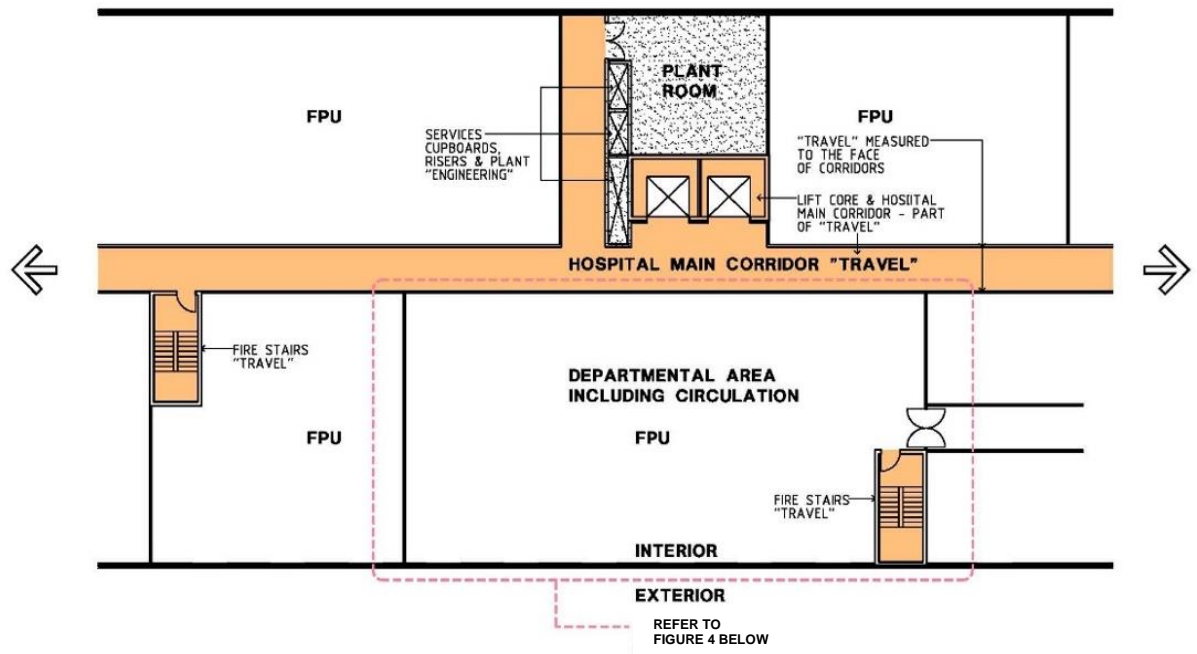 PLANT
ROOM
FPU
FPU
SERVICES
CUPBOARDS,
RISERS & PLANT
"ENGINEERING"
"TRAVEL" MEASURED
TO THE FACE
OF CORRIDORS
LIFT CORE & HOSIITAL
MAIN CORRIDOR - PART
OF "TRAVEL"
HOSPITAL MAIN CORRIDOR "TRAVEL"
FIRE STAIRS
"TRAVEL"
DEPARTMENTAL AREA
INCLUDING CIRCULATION
FPU
FPU
FIRE STAIRS
"TRAVEL"
INTERIOR
EXTERIOR
REFER TO
FIGURE 4 BELOW